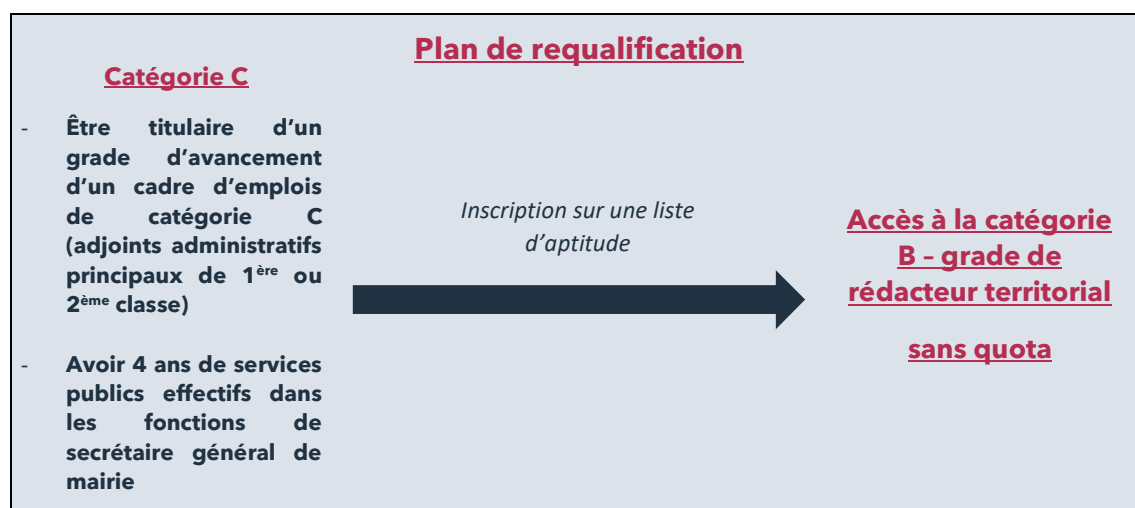 Plan de requalification
Catégorie C
- Être titulaire d’un
grade d’avancement
d’un cadre d’emplois
de catégorie C
(adjoints administratifs
principaux de 1ère ou
2ème classe)
- Avoir 4 ans de services
publics effectifs dans
les fonctions de
secrétaire général de
mairie
Inscription sur une liste
d’aptitude
Accès à la catégorie
B – grade de
rédacteur territorial
sans quota